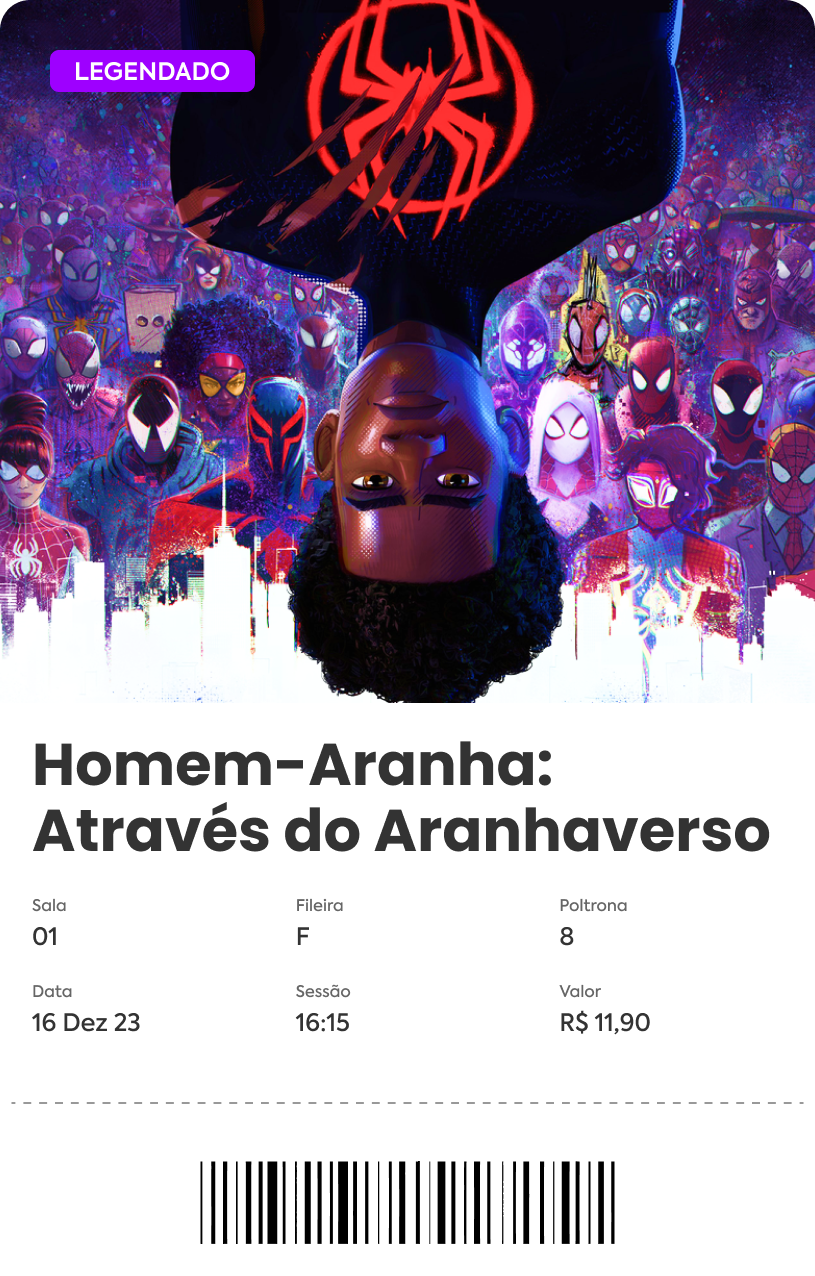 LEGENDADO
Homem-Aranha:
Através do Aranhaverso
Sala
Fileira
Poltrona
01
F
8
Data
Sessão
Valor
16 Dez 23
16:15
R$ 11,90